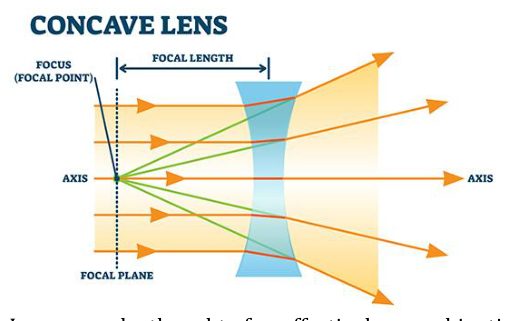 CONCAVE LENS
FOCAL LENGTH
FOCUS
(FOCAL POINT)
AXIS
AXIS
FOCAL PLANE